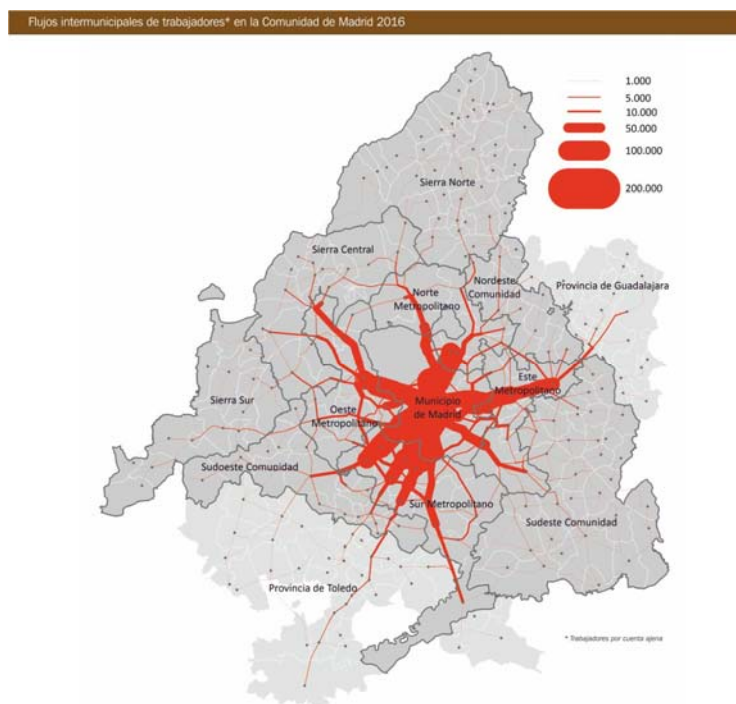 Flujos intermunicipales de trabajadores* en la Comunidad de Madrid 2016
1.000
5.000
10.000
50.000
100.000
200.000
Sierra Norte
Sierra Central
Nordeste
Comunidad
Provincia de Guadalajara
Norte
Metropolitano
Este
Metropolitano
Sierra Sur
Municipio
de Madrid
Oeste
Metropolitano
Sudoeste Comunidad
Sur Metropolitano
Sudeste Comunidad
Provincia de Toledo
* Trabajadores por cuenta ajena